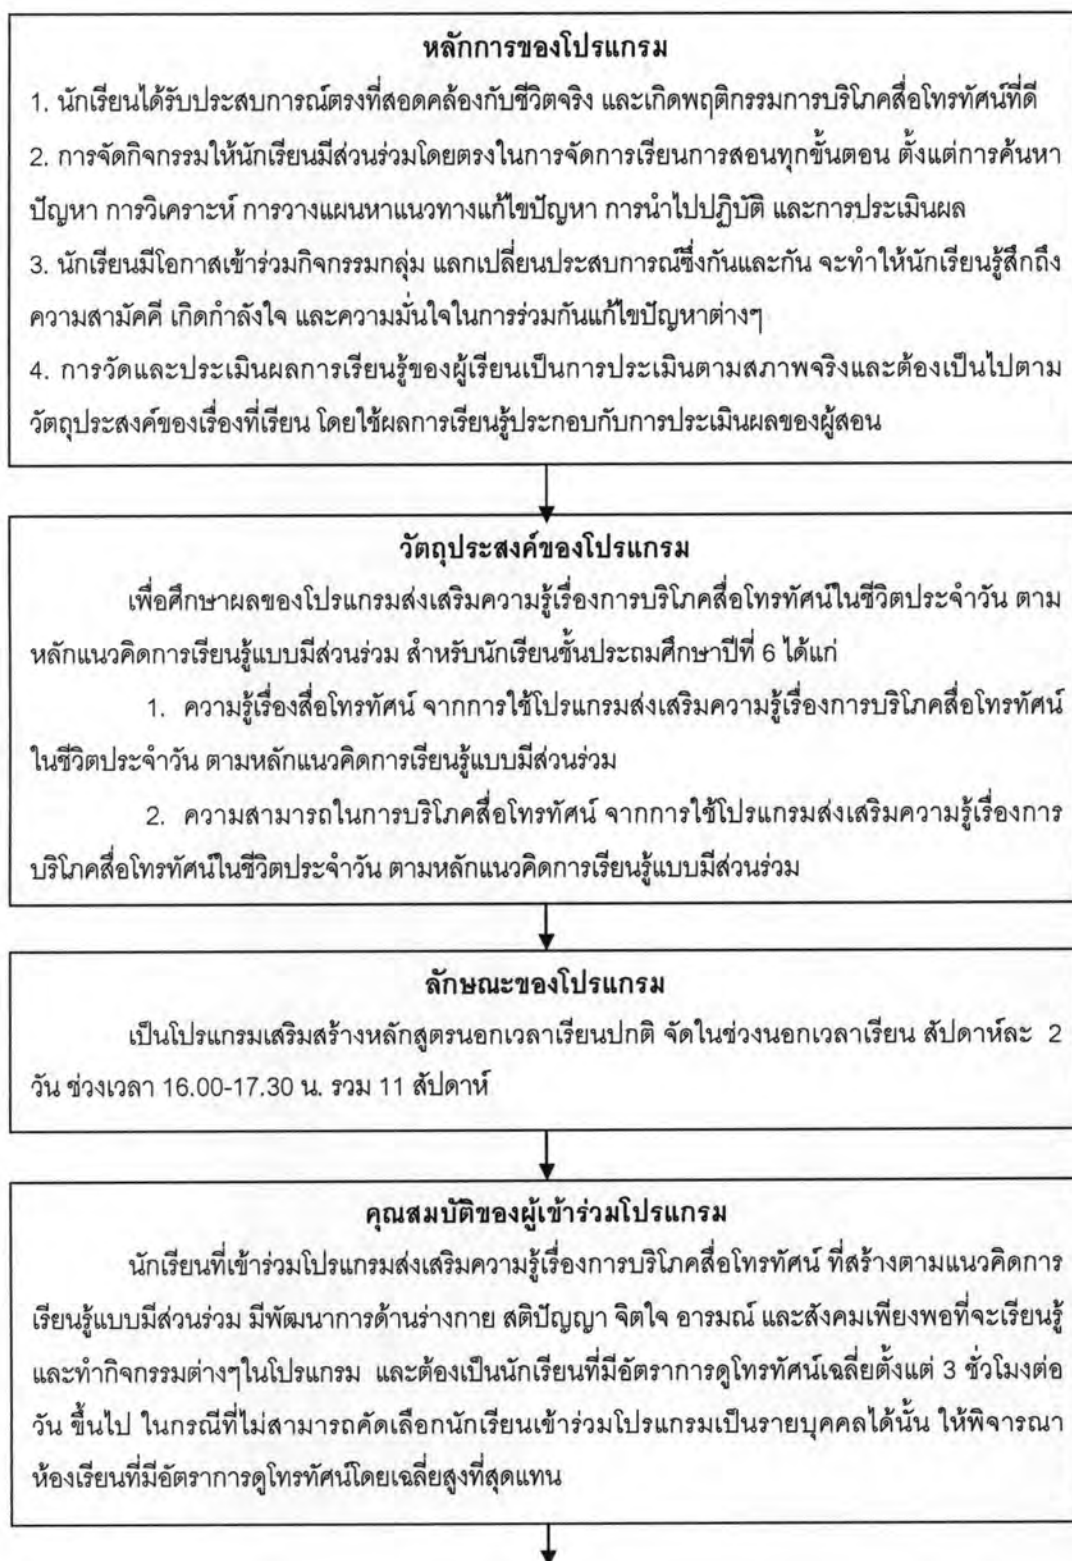 หลักการของโปรแกรม
1. นักเรียนได้รับประสบการณ์ตรงที่สอดคล้องกับชีวิตจริง และเกิดพฤติกรรมการบริโภคสื่อโทรทัศน์ที่ดี
2. การจัดกิจกรรมให้นักเรียนมีส่วนร่วมโดยตรงในการจัดการเรียนการสอนทุกขั้นตอน ตั้งแต่การค้นหา
ปัญหา การวิเคราะห์ การวางแผนหาแนวทางแก้ไขปัญหา การนำไปปฏิบัติ และการประเมินผล
3. นักเรียนมีโอกาสเข้าร่วมกิจกรรมกลุ่ม แลกเปลี่ยนประสบการณ์ซึ่งกันและกัน จะทำให้นักเรียนรู้สึกถึง
ความสามัคคี เกิดกำลังใจ และความมั่นใจในการร่วมกันแก้ไขปัญหาต่างๆ
4. การวัดและประเมินผลการเรียนรู้ของผู้เรียนเป็นการประเมินตามสภาพจริงและต้องเป็นไปตาม
วัตถุประสงค์ของเรื่องที่เรียน โดยใช้ผลการเรียนรู้ประกอบกับการประเมินผลของผู้สอน
วัตถุประสงค์ของโปรแกรม
เพื่อศึกษาผลของโปรแกรมส่งเสริมความรู้เรื่องการบริโภคสื่อโทรทัศน์ในชีวิตประจำวัน ตาม
หลักแนวคิดการเรียนรู้แบบมีส่วนร่วม สำหรับนักเรียนชั้นประถมศึกษาปีที่ 6 ได้แก่
1. ความรู้เรื่องสื่อโทรทัศน์ จากการใช้โปรแกรมส่งเสริมความรู้เรื่องการบริโภคสื่อโทรทัศน์
ในชีวิตประจำวัน ตามหลักแนวคิดการเรียนรู้แบบมีส่วนร่วม
2. ความสามารถในการบริโภคสื่อโทรทัศน์ จากการใช้โปรแกรมส่งเสริมความรู้เรื่องการ
บริโภคสื่อโทรทัศน์ในชีวิตประจำวัน ตามหลักแนวคิดการเรียนรู้แบบมีส่วนร่วม
ลักษณะของโปรแกรม
เป็นโปรแกรมเสริมสร้างหลักสูตรนอกเวลาเรียนปกติ จัดในช่วงนอกเวลาเรียน สัปดาห์ละ 2
วัน ช่วงเวลา 16.00-17.30 น. รวม 11 สัปดาห์
คุณสมบัติของผู้เข้าร่วมโปรแกรม
นักเรียนที่เข้าร่วมโปรแกรมส่งเสริมความรู้เรื่องการบริโภคสื่อโทรทัศน์ ที่สร้างตามแนวคิดการ
เรียนรู้แบบมีส่วนร่วม มีพัฒนาการด้านร่างกาย สติปัญญา จิตใจ อารมณ์ และสังคมเพียงพอที่จะเรียนรู้
และทำกิจกรรมต่างๆในโปรแกรม และต้องเป็นนักเรียนที่มีอัตราการดูโทรทัศน์เฉลี่ยตั้งแต่ 3 ชั่วโมงต่อ
วัน ขึ้นไป ในกรณีที่ไม่สามารถคัดเลือกนักเรียนเข้าร่วมโปรแกรมเป็นรายบุคคลได้นั้น ให้พิจารณา
ห้องเรียนที่มีอัตราการดูโทรทัศน์โดยเฉลี่ยสูงที่สุดแทน